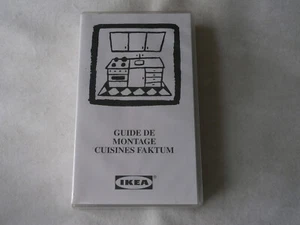 GUIDE DE
MONTAGE
CUISINES FAKTUM
IKEA